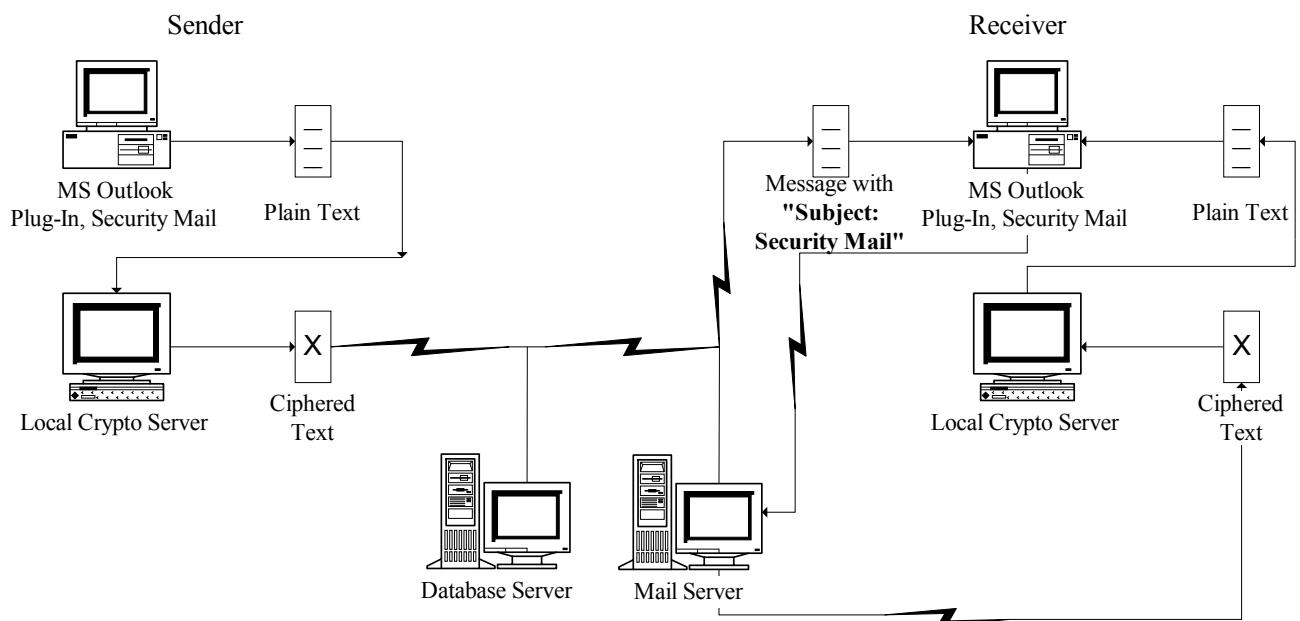 Sender
Receiver
MS Outlook
Plug-In, Security Mail
Plain Text
Message with
"Subject:
Security Mail"
MS Outlook
Plug-In, Security Mail
Plain Text
X
Local Crypto Server
Ciphered
Text
X
Local Crypto Server
Ciphered
Text
Database Server
Mail Server